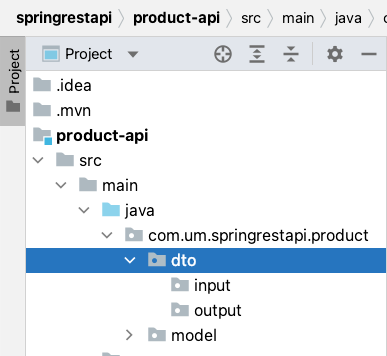 springrestapi product-api src main java
Project
Project
.idea
.mvn
product-api
src
main
java
com.um.springrestapi.product
dto
input
output
model